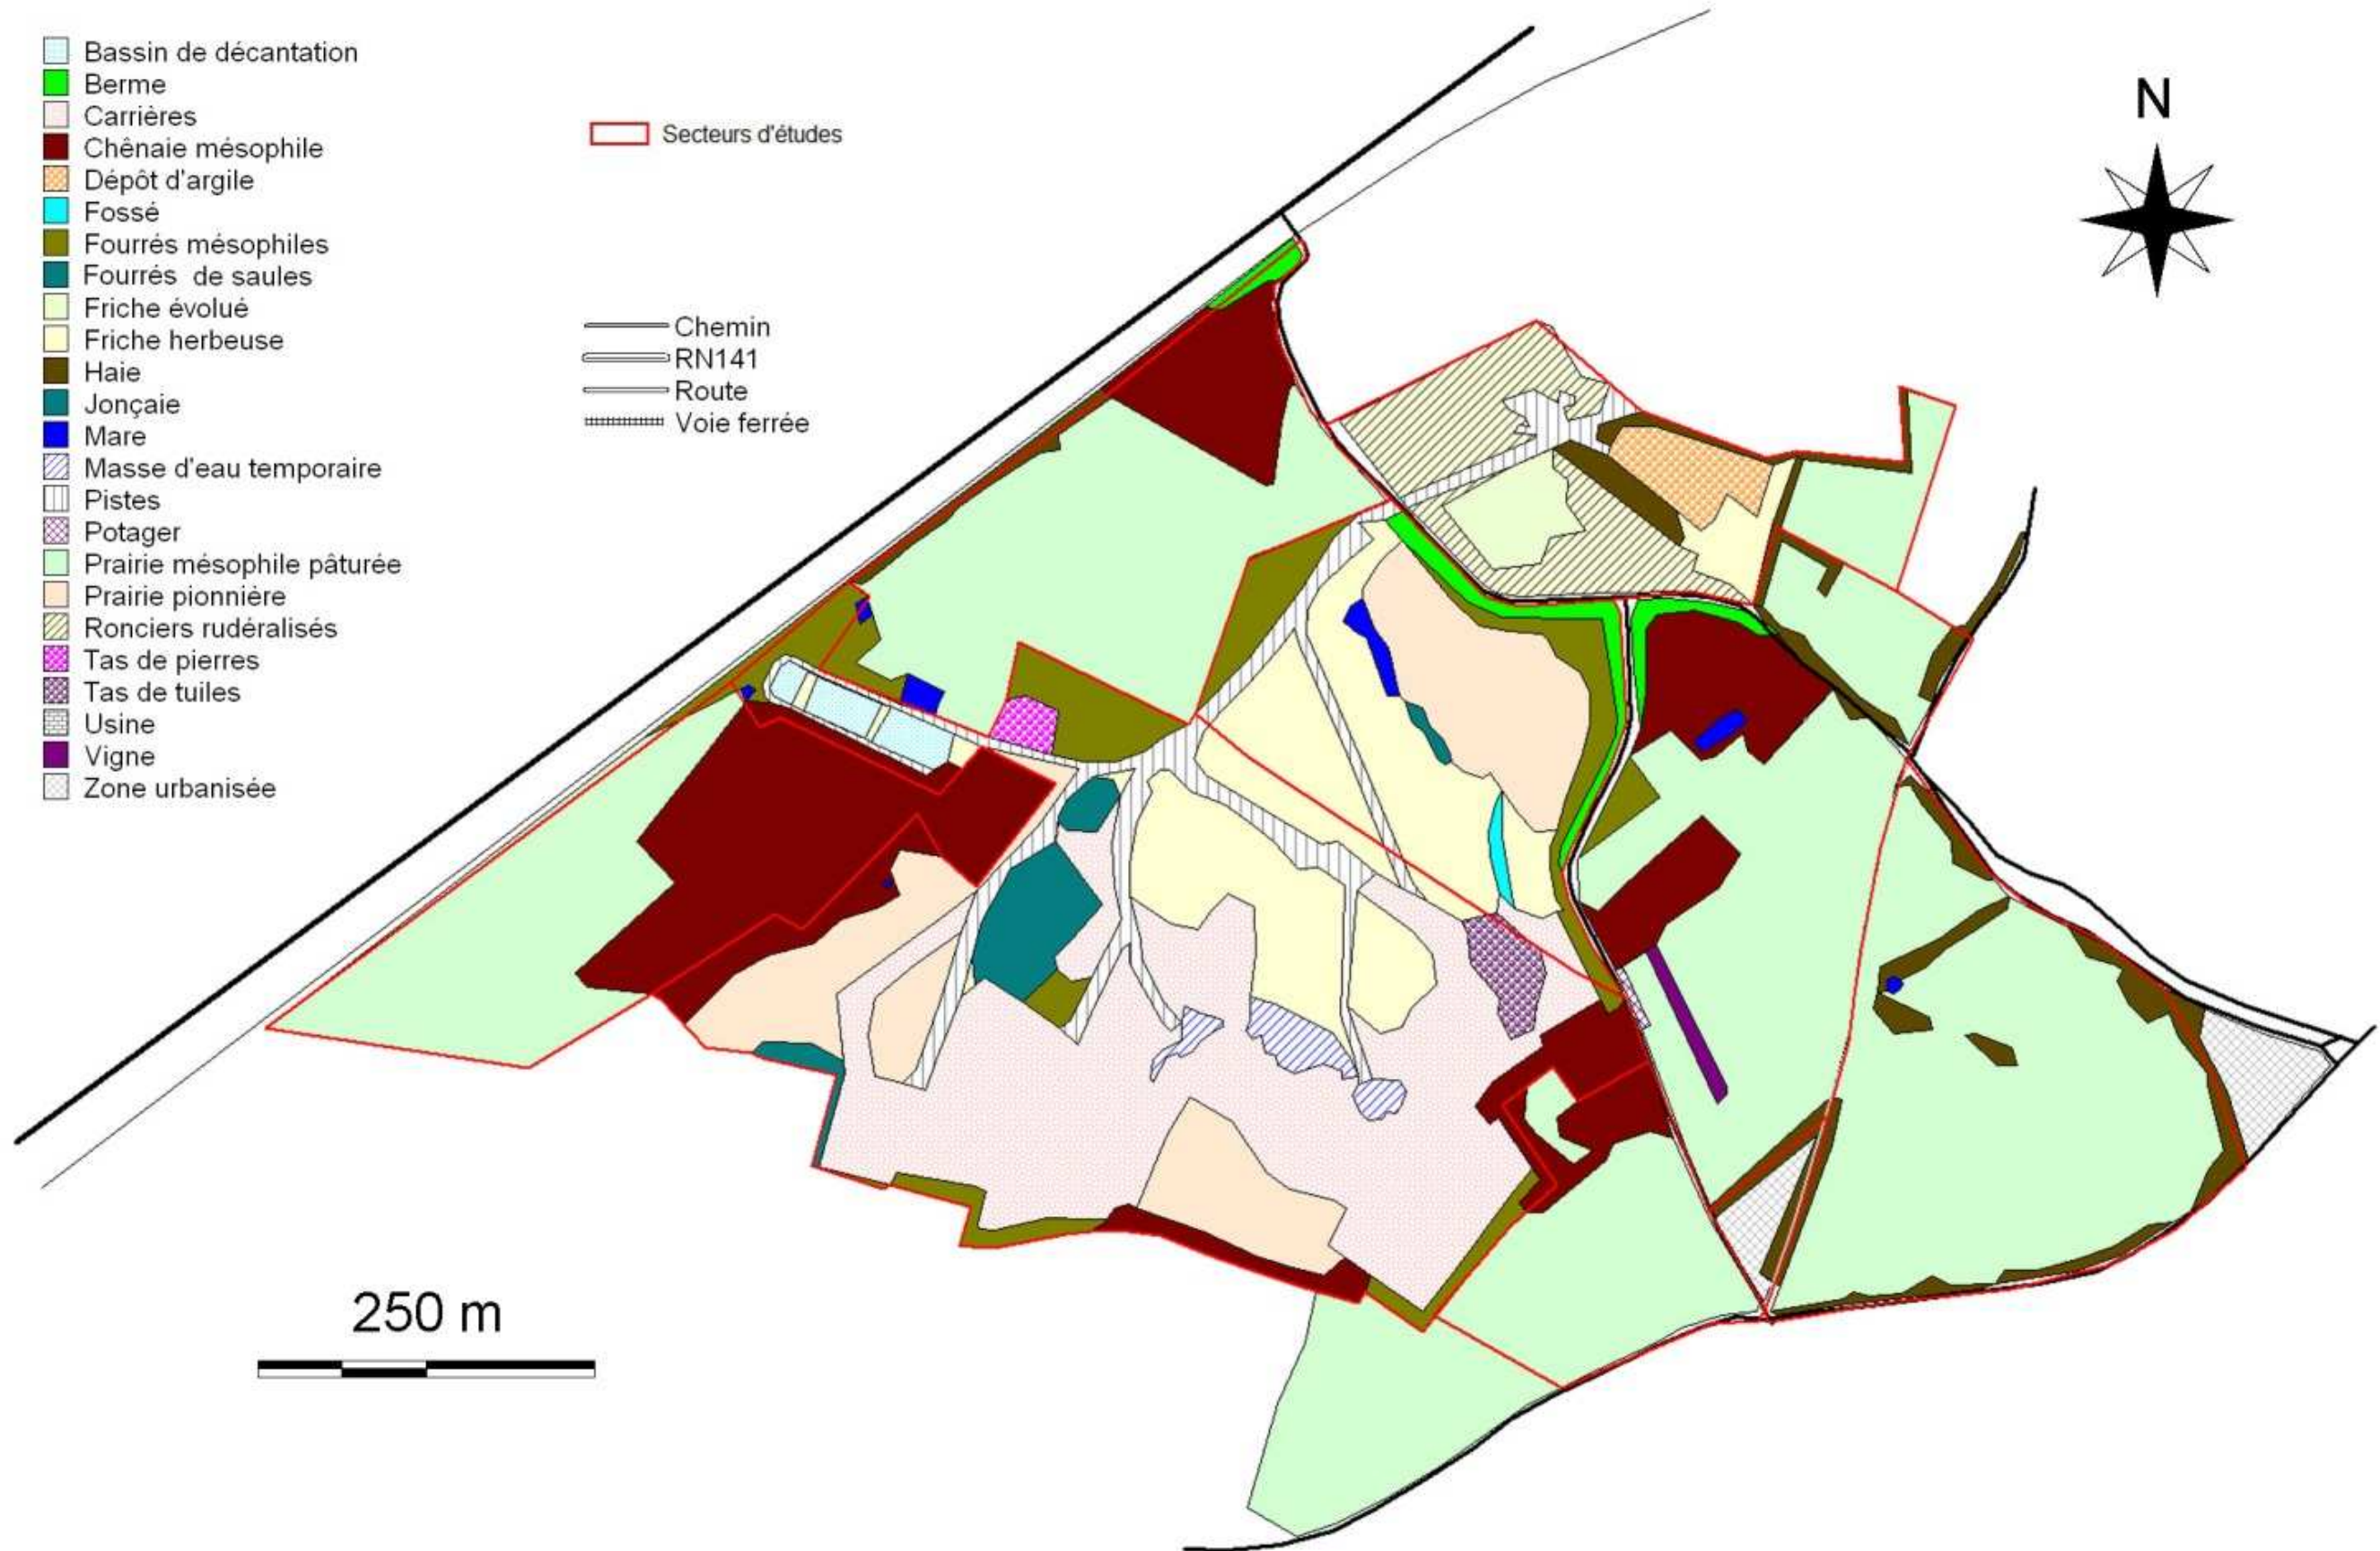 Bassin de décantation
Berme
Carrières
Chênaie mésophile
Dépôt d'argile
Fossé
Fourrés mésophiles
Fourrés de saules
Friche évolué
Friche herbeuse
Haie
Jonçaie
Mare
Masse d'eau temporaire
Pistes
Potager
Prairie mésophile pâturée
Prairie pionnière
Ronciers rudéralisés
Tas de pierres
Tas de tuiles
Usine
Vigne
Zone urbanisée
Secteurs d'études
Chemin
RN141
Route
Voie ferrée
N
250 m